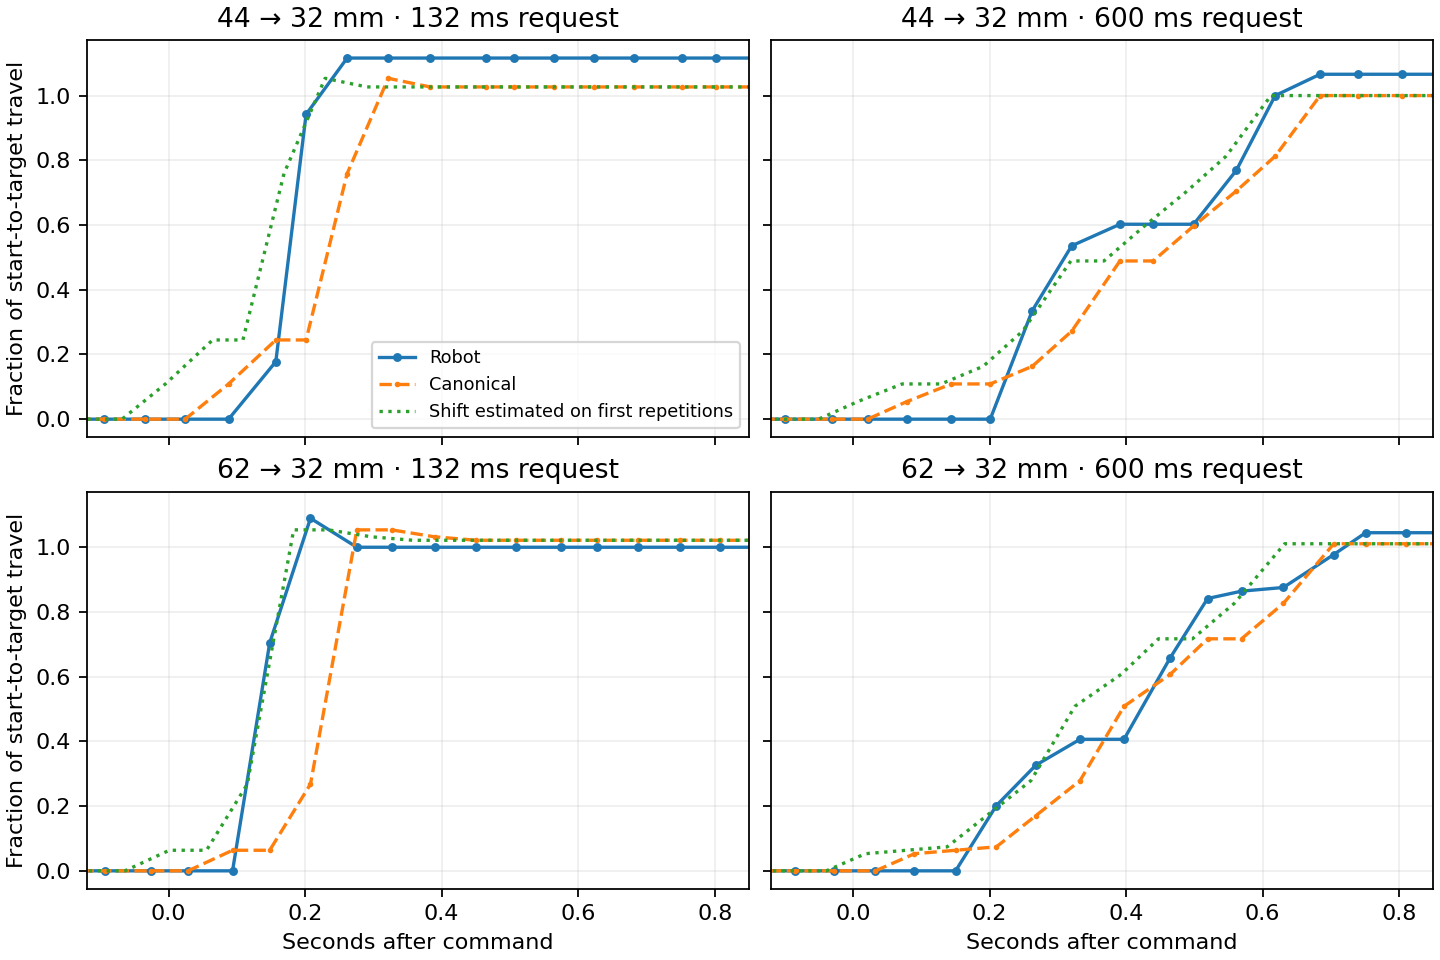 44 → 32 mm · 132 ms request
44 → 32 mm · 600 ms request
Fraction of start-to-target travel
1.0
0.8
0.6
0.4
0.2
0.0
Robot
Canonical
Shift estimated on first repetitions
62 → 32 mm · 132 ms request
62 → 32 mm · 600 ms request
Fraction of start-to-target travel
1.0
0.8
0.6
0.4
0.2
0.0
0.0 0.2 0.4 0.6 0.8
0.0 0.2 0.4 0.6 0.8
Seconds after command
Seconds after command